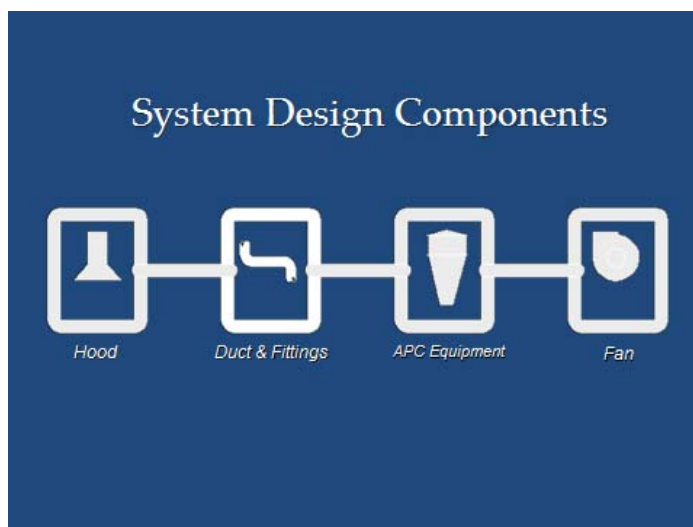 System Design Components
Hood
Duct & Fittings
APC Equipment
Fan